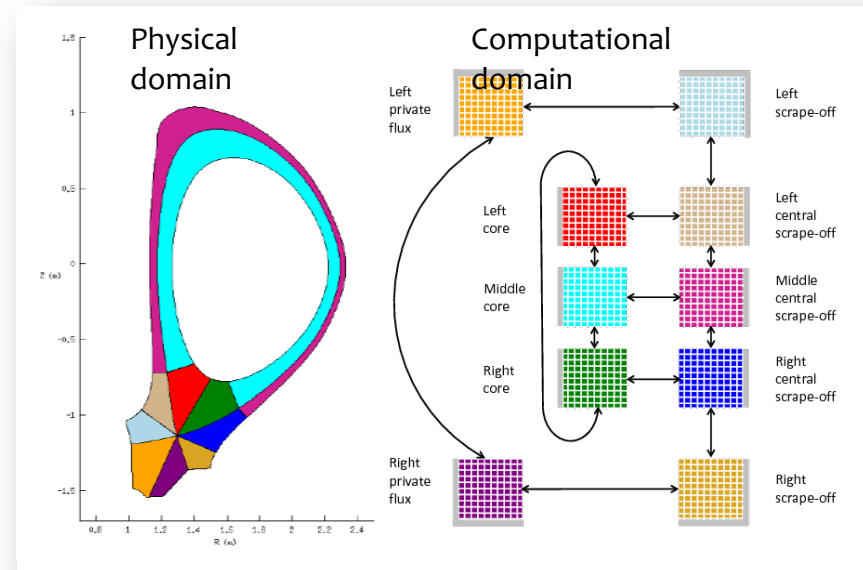 Physical
domain
Computational
domain
1.5
1
0.5
0
-0.5
-1
-1.5
Z (m)
0.8 1 1.2 1.4 1.6 1.8 2 2.2 2.4
R (m)
Left
private
flux
Left
scrape-off
Left
core
Left
central
scrape-off
Middle
core
Middle
central
scrape-off
Right
core
Right
central
scrape-off
Right
private
flux
Right
scrape-off